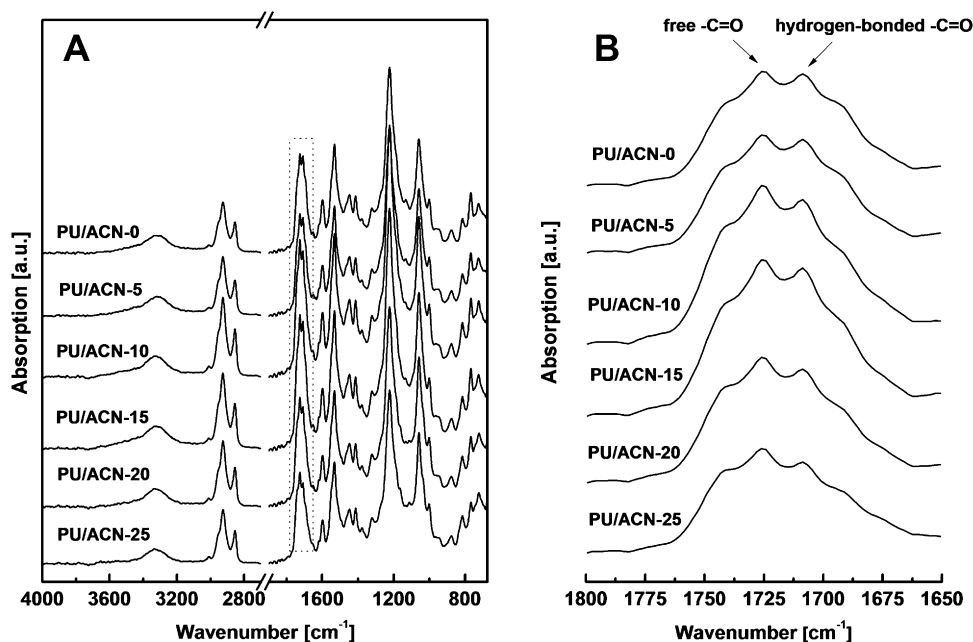 A
PU/ACN-0
PU/ACN-5
PU/ACN-10
PU/ACN-15
PU/ACN-20
PU/ACN-25
Absorption [a.u.]
4000 3600 3200 2800 1600 1200 800
Wavenumber [cm⁻¹]
free -C=O hydrogen-bonded -C=O
B
PU/ACN-0
PU/ACN-5
PU/ACN-10
PU/ACN-15
PU/ACN-20
PU/ACN-25
Absorption [a.u.]
1800 1775 1750 1725 1700 1675 1650
Wavenumber [cm⁻¹]